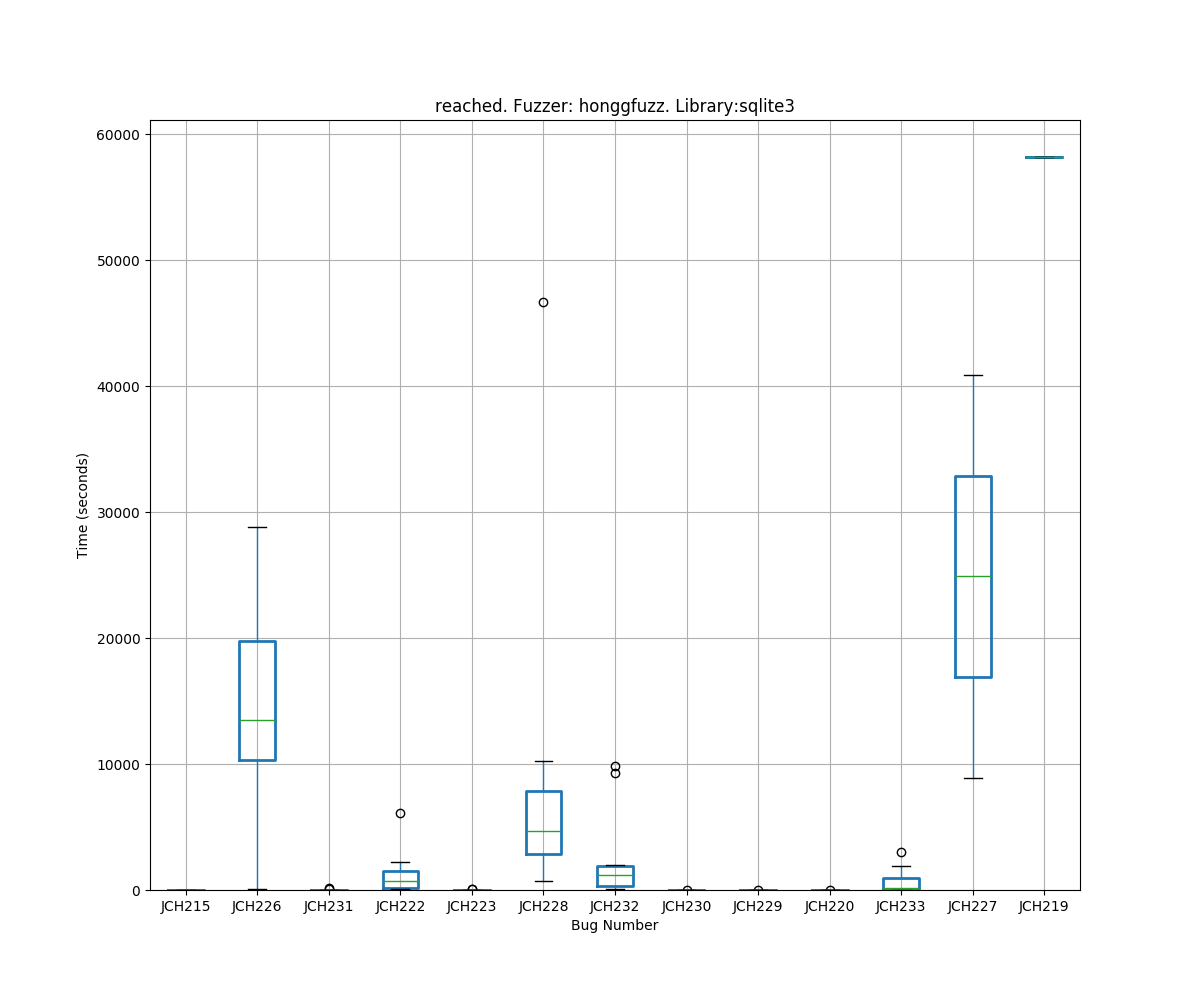 reached. Fuzzer: honggfuzz. Library:sqlite3
60000
50000
40000
30000
20000
10000
0
Time (seconds)
JCH215 JCH226 JCH231 JCH222 JCH223 JCH228 JCH232 JCH230 JCH229 JCH220 JCH233 JCH227 JCH219
Bug Number